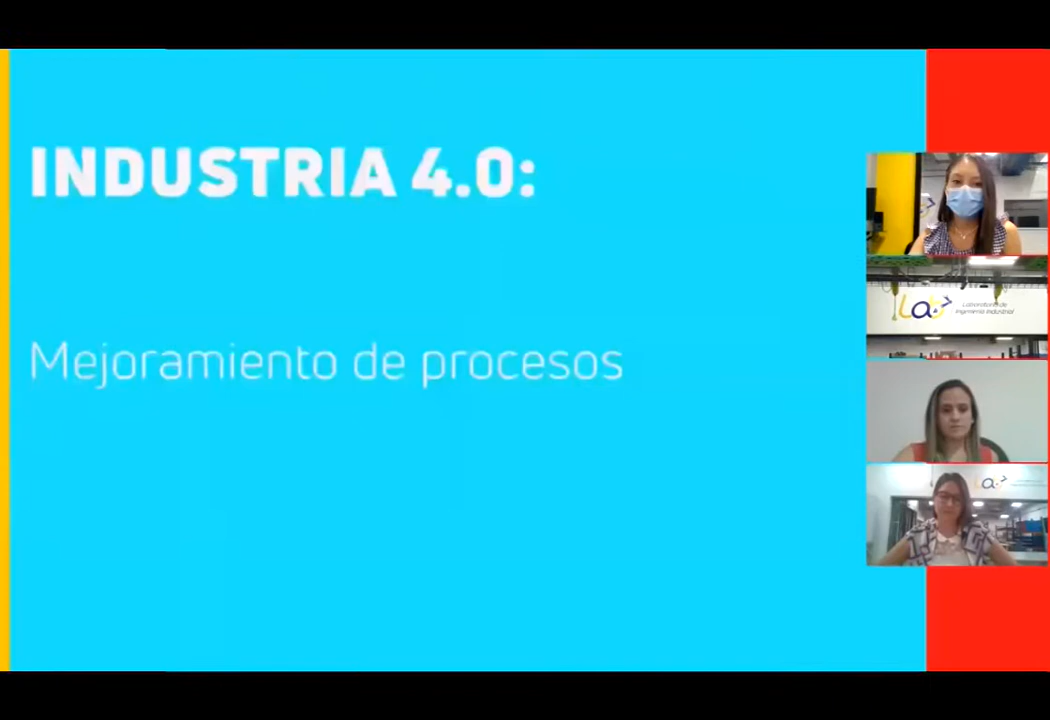 INDUSTRIA 4.0:
Mejoramiento de procesos
Lab
Laboratorio de
Ingeniería Industrial